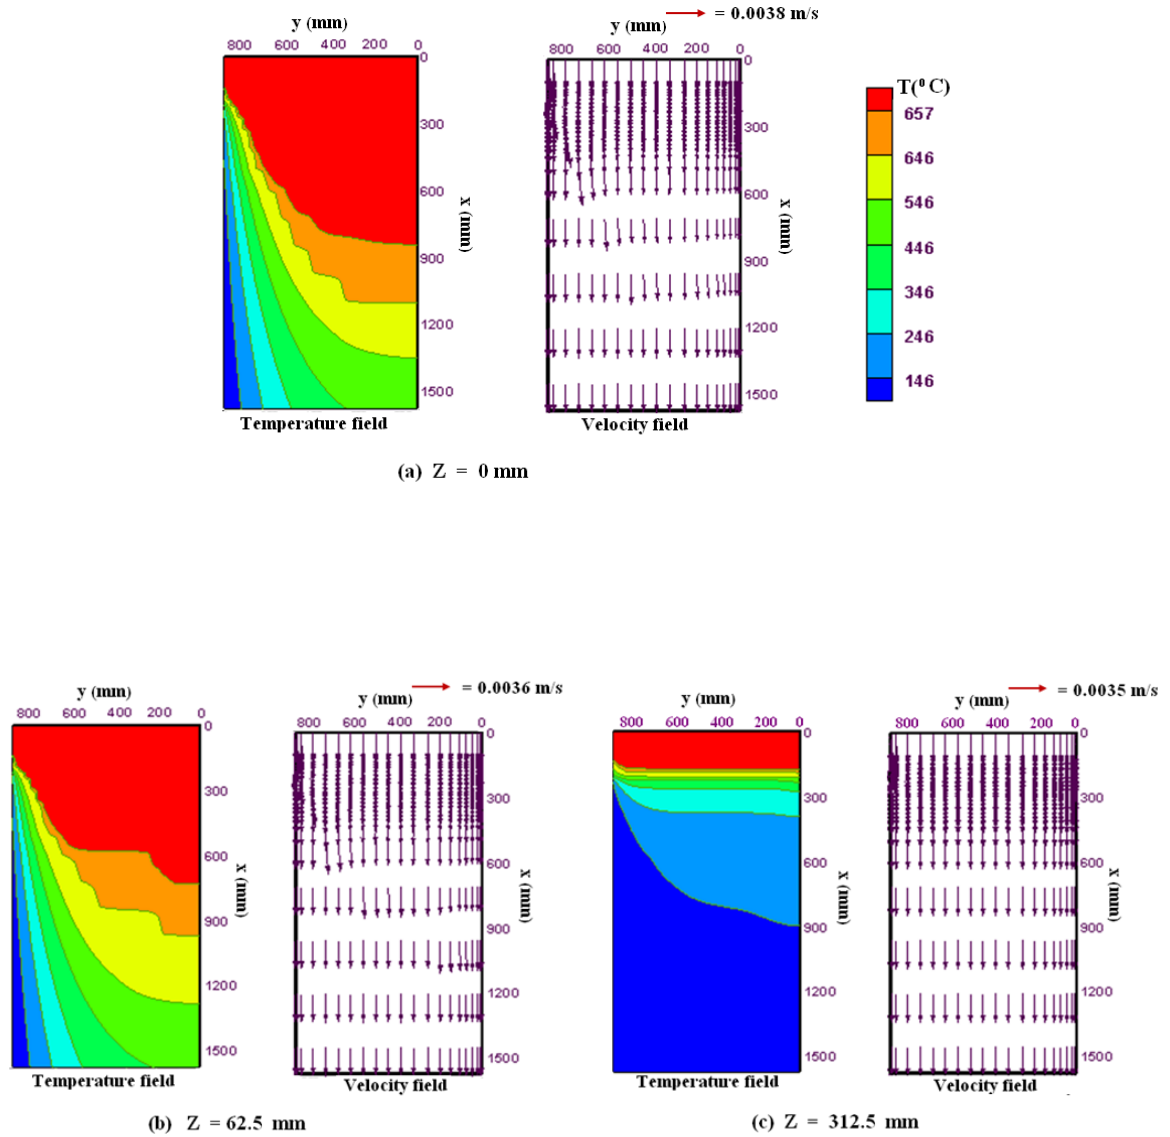 = 0.0038 m/s
y (mm)
y (mm)
800 600 400 200 0
800 600 400 200 0
0
300
600
900
1200
1500
x (mm)
0
300
600
900
1200
1500
x (mm)
T(⁰ C)
657
646
546
446
346
246
146
Temperature field
Velocity field
(a) Z = 0 mm
y (mm)
= 0.0036 m/s
y (mm)
y (mm)
= 0.0035 m/s
y (mm)
800 600 400 200 0
800 600 400 200 0
800 600 400 200 0
800 600 400 200 0
300
600
900
1200
1500
x (mm)
0
300
600
900
1200
1500
x (mm)
0
300
600
900
1200
1500
x (mm)
0
300
600
900
1200
1500
x (mm)
Temperature field
Velocity field
Temperature field
Velocity field
(b) Z = 62.5 mm
(c) Z = 312.5 mm